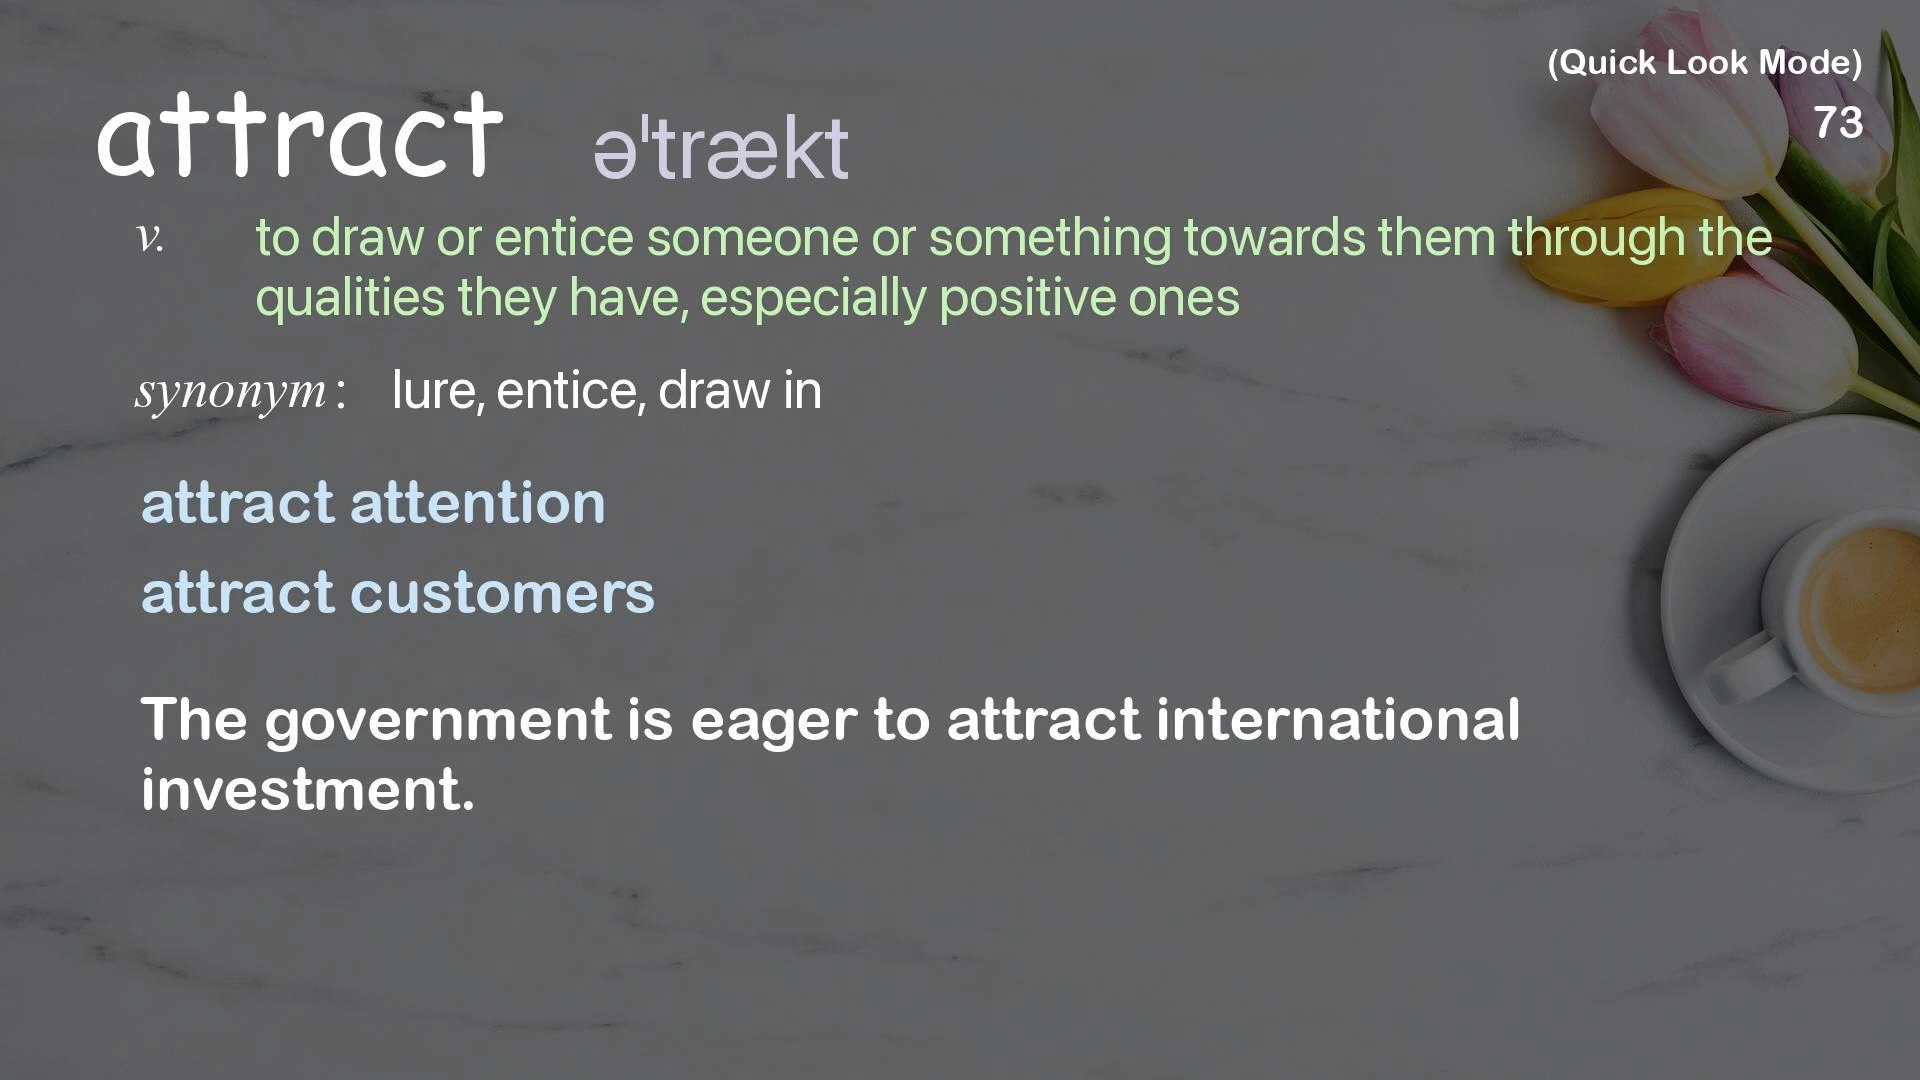 (Quick Look Mode)
attract ə'trækt
73
v. to draw or entice someone or something towards them through the
qualities they have, especially positive ones
synonym: lure, entice, draw in
attract attention
attract customers
The government is eager to attract international
investment.